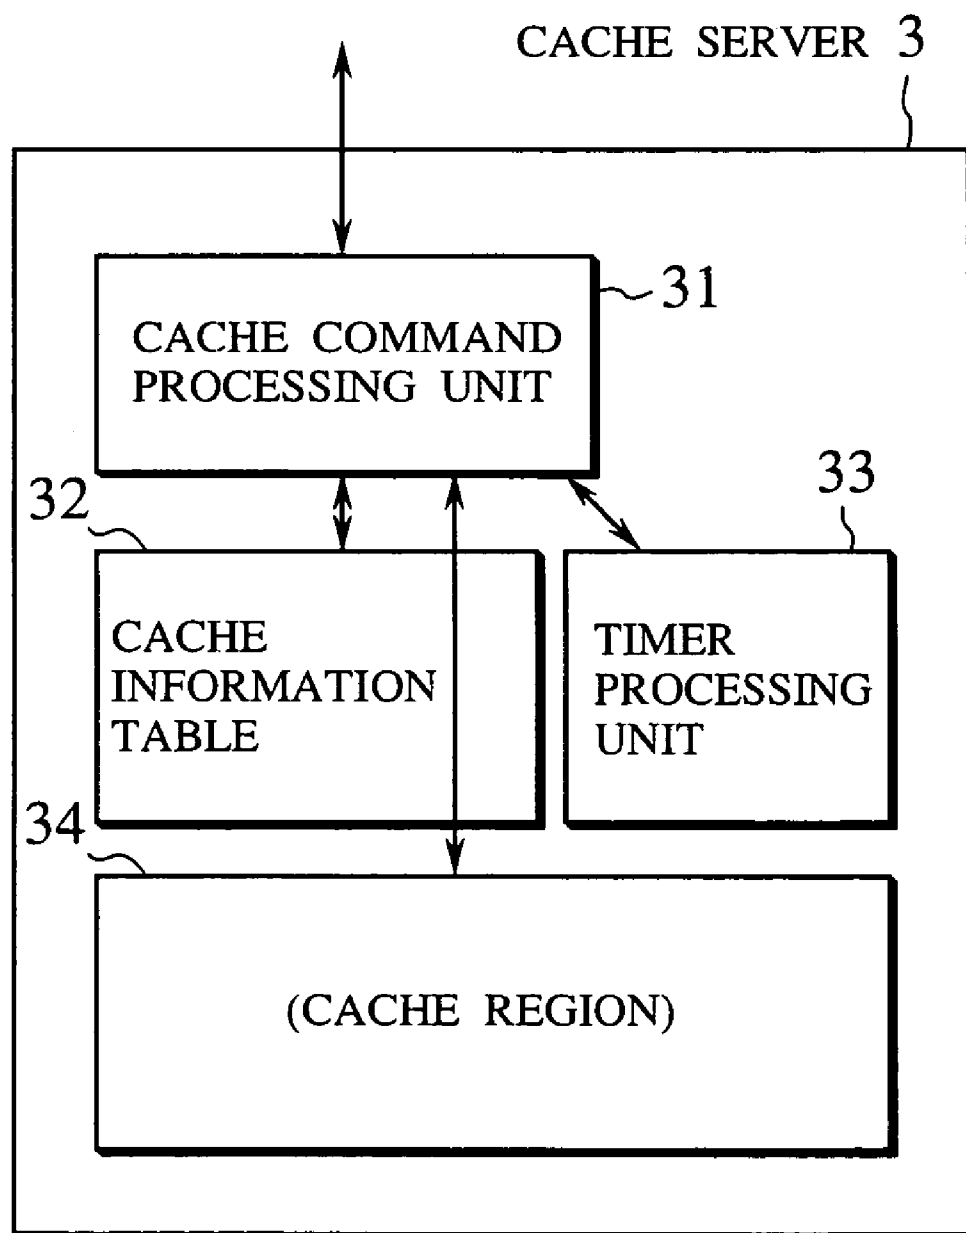 CACHE SERVER 3
31
CACHE COMMAND
PROCESSING UNIT
32
33
CACHE
INFORMATION
TABLE
TIMER
PROCESSING
UNIT
34
(CACHE REGION)